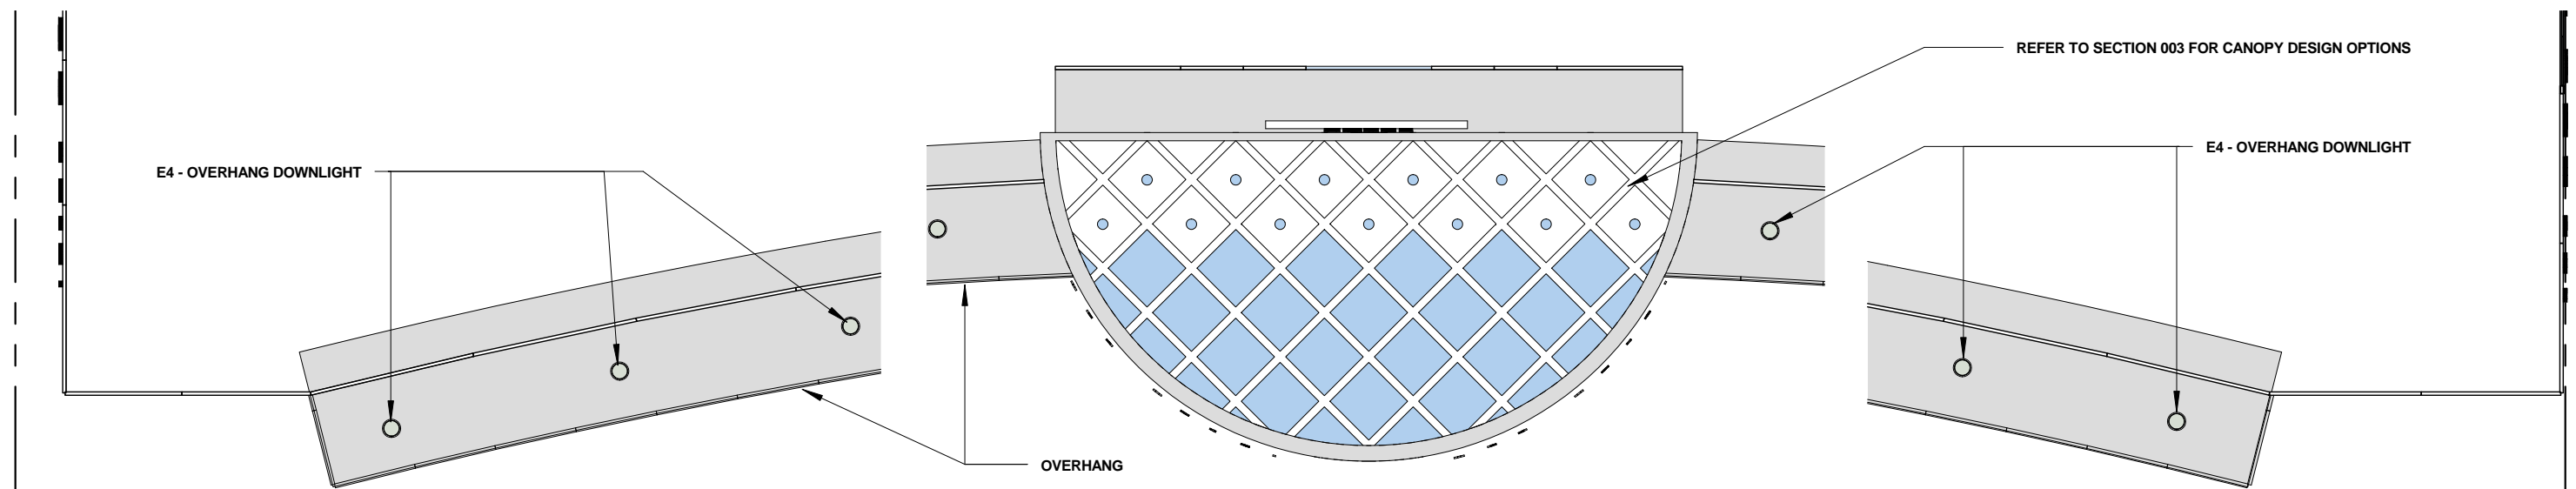 REFER TO SECTION 003 FOR CANOPY DESIGN OPTIONS
E4 - OVERHANG DOWNLIGHT
E4 - OVERHANG DOWNLIGHT
OVERHANG